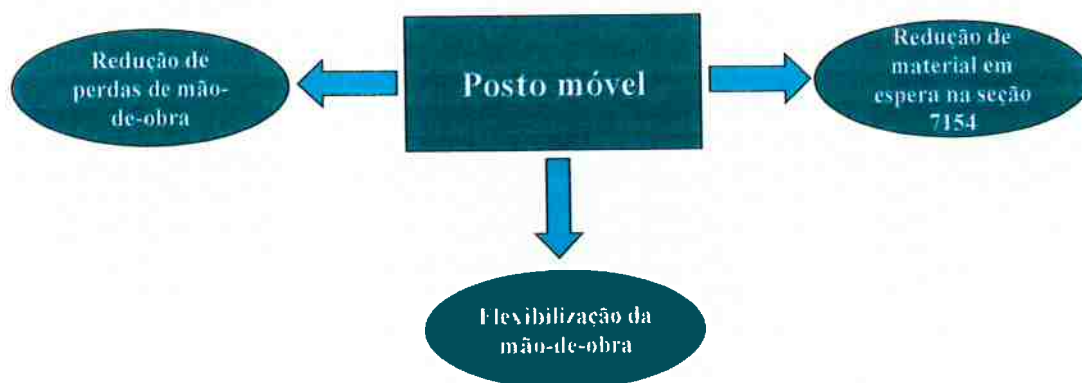 Redução de
perdas de mão-
de-obra
Posto móvel
Redução de
material em
espera na seção
7154
Flexibilização da
mão-de-obra